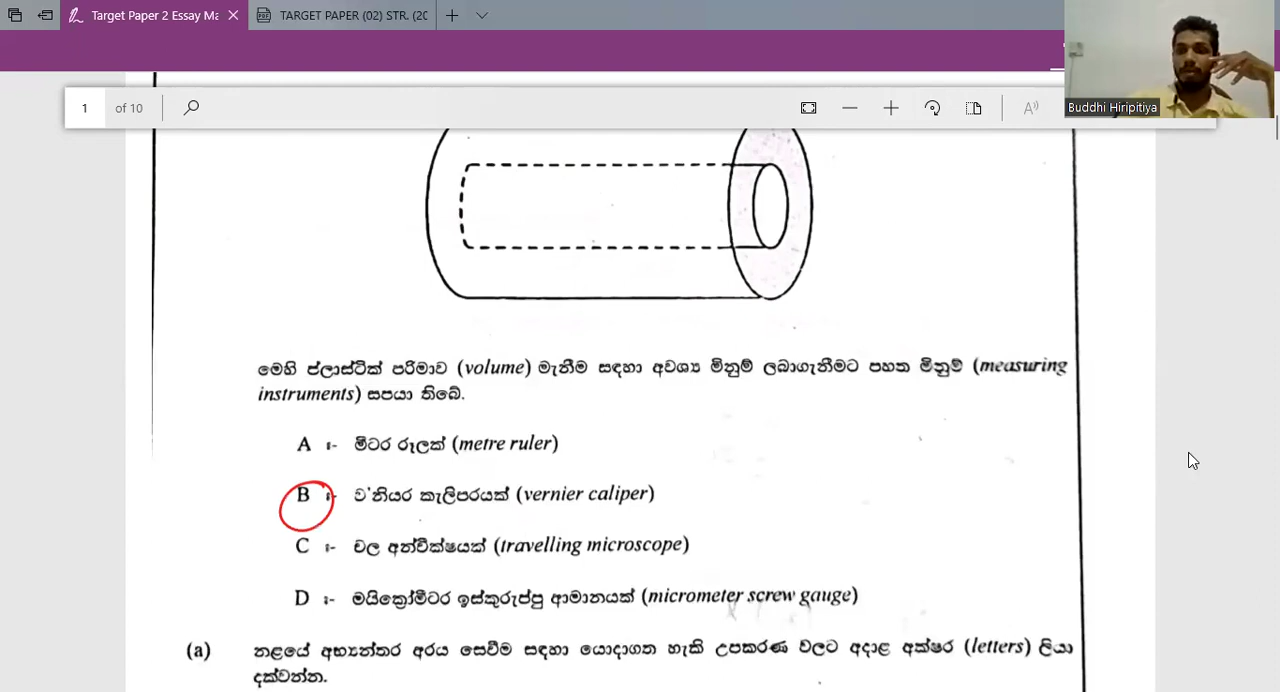 Target Paper 2 Essay Ma
TARGET PAPER (02) STR. (20
1 of 10
Buddhi Hiripitiya
මෙහි ප්ලාස්ටික් පරිමාව (volume) මැනීම සඳහා අවශ්‍ය මිනුම් ලබාගැනීමට පහත මිනුම් (measuring
instruments) සපයා තිබේ.
A :- මීටර රූලක් (metre ruler)
B :- ව'නියර කැලිපරයක් (vernier caliper)
C :- චල අන්වීක්ෂයක් (travelling microscope)
D :- මයික්‍රොමීටර ඉස්කුරුප්පු ආමානයක් (micrometer screw gauge)
(a) නළයේ අභ්‍යන්තර අරය සෙවීම සඳහා යොදාගත හැකි උපකරණ වලට අදාළ අක්ෂර (letters) ලියා
දක්වන්න.